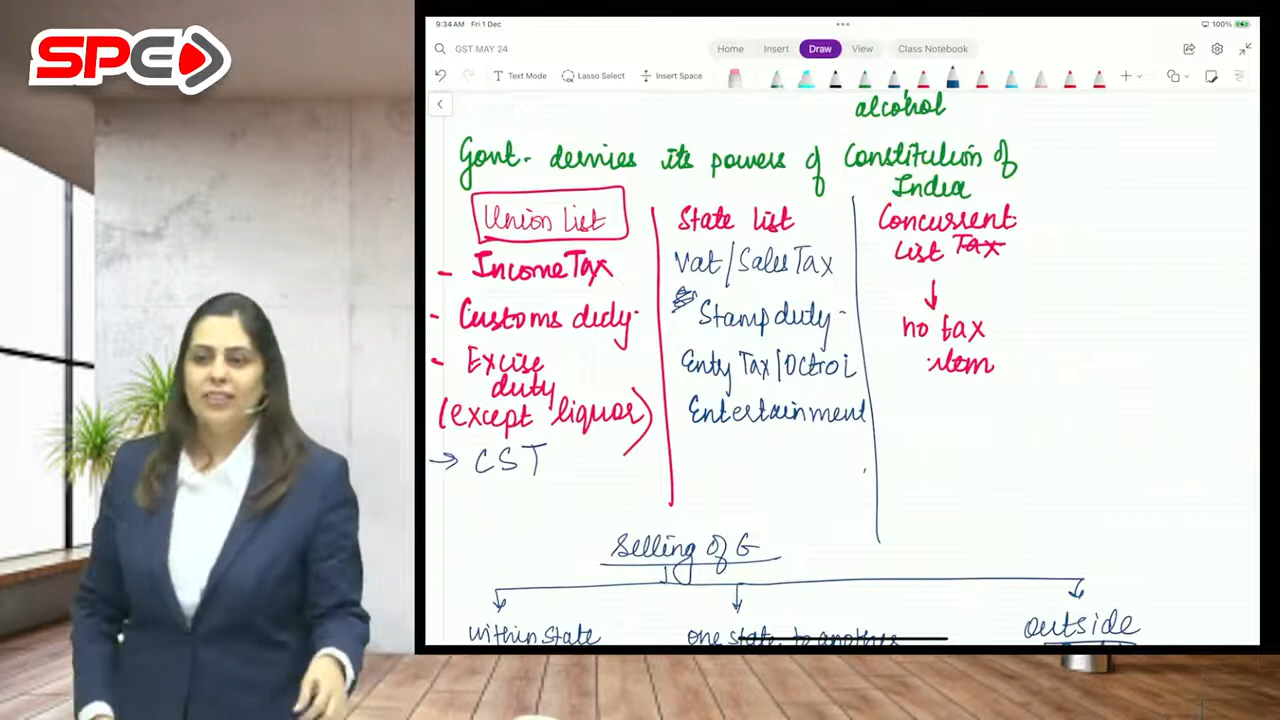 SPED
9:34 AM Fri 1 Dec
100%
GST MAY 24
Home Insert Draw View Class Notebook
Text Mode Lasso Select Insert Space
alcohol
Govt. derives its powers of Constitution of
India
Union list
State list
Concurrent
list Tax
- Income Tax
Vat/Sales Tax
- Customs duty
Stamp duty-
no tax
item
- Excise
duty
Entry Tax/Octroi
(except liquor)
Entertainment
→ CST
Selling of G
within State
one state to another
outside